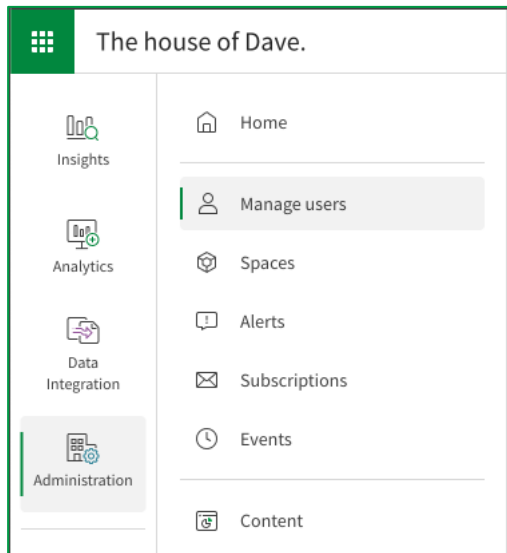 The house of Dave.
Insights
Analytics
Data
Integration
Administration
Home
Manage users
Spaces
Alerts
Subscriptions
Events
Content